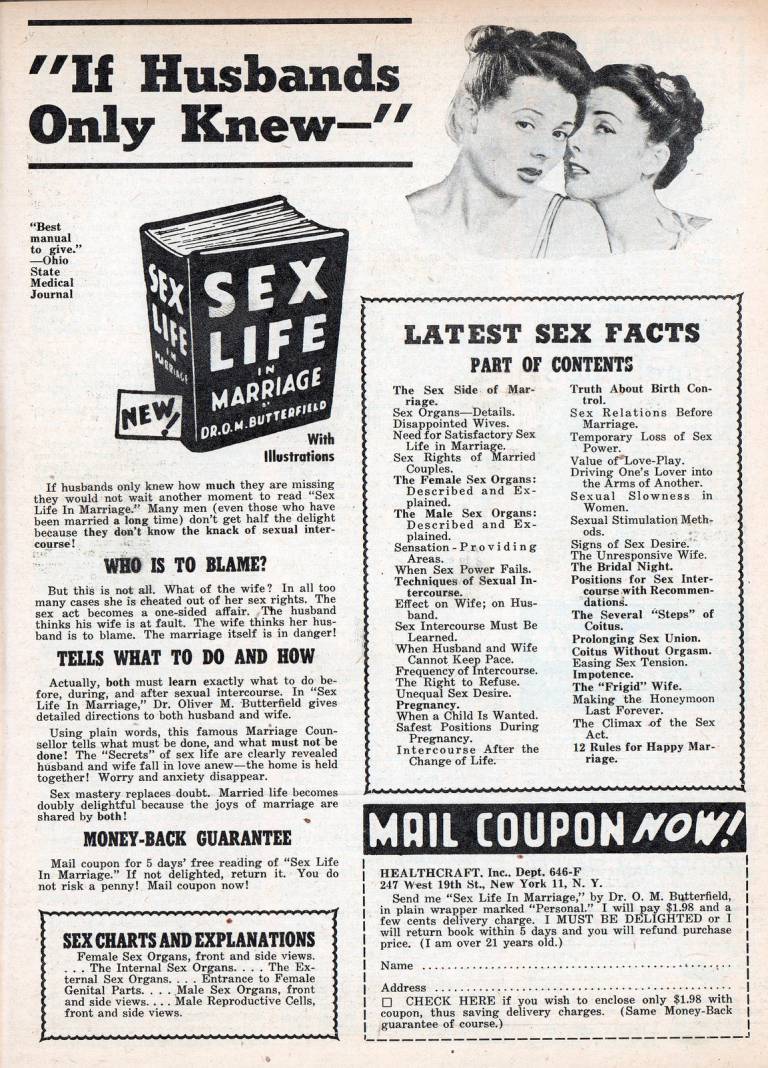 "If Husbands
Only Knew—"
"Best
manual
to give."
—Ohio
State
Medical
Journal
SEX
LIFE
IN
MARRIAGE
SEX
LIFE
IN
MARRIAGE
BY
DR. O. M. BUTTERFIELD
NEW!
With
Illustrations
If husbands only knew how much they are missing
they would not wait another moment to read "Sex
Life In Marriage." Many men (even those who have
been married a long time) don't get half the delight
because they don't know the knack of sexual inter-
course!
WHO IS TO BLAME?
But this is not all. What of the wife? In all too
many cases she is cheated out of her sex rights. The
sex act becomes a one-sided affair. The husband
thinks his wife is at fault. The wife thinks her hus-
band is to blame. The marriage itself is in danger!
TELLS WHAT TO DO AND HOW
Actually, both must learn exactly what to do be-
fore, during, and after sexual intercourse. In "Sex
Life In Marriage," Dr. Oliver M. Butterfield gives
detailed directions to both husband and wife.
Using plain words, this famous Marriage Coun-
sellor tells what must be done, and what must not be
done! The "Secrets" of sex life are clearly revealed
husband and wife fall in love anew—the home is held
together! Worry and anxiety disappear.
Sex mastery replaces doubt. Married life becomes
doubly delightful because the joys of marriage are
shared by both!
MONEY-BACK GUARANTEE
Mail coupon for 5 days' free reading of "Sex Life
In Marriage." If not delighted, return it. You do
not risk a penny! Mail coupon now!
SEX CHARTS AND EXPLANATIONS
Female Sex Organs, front and side views.
. . . . The Internal Sex Organs. . . . The Ex-
ternal Sex Organs. . . . Entrance to Female
Genital Parts. . . . Male Sex Organs, front
and side views. . . . Male Reproductive Cells,
front and side views.
LATEST SEX FACTS
PART OF CONTENTS
The Sex Side of Mar-
riage.
Sex Organs—Details.
Disappointed Wives.
Need for Satisfactory Sex
Life in Marriage.
Sex Rights of Married
Couples.
The Female Sex Organs:
Described and Ex-
plained.
The Male Sex Organs:
Described and Ex-
plained.
Sensation-Providing
Areas.
When Sex Power Fails.
Techniques of Sexual In-
tercourse.
Effect on Wife; on Hus-
band.
Sex Intercourse Must Be
Learned.
When Husband and Wife
Cannot Keep Pace.
Frequency of Intercourse.
The Right to Refuse.
Unequal Sex Desire.
Pregnancy.
When a Child Is Wanted.
Safest Positions During
Pregnancy.
Intercourse After the
Change of Life.
Truth About Birth Con-
trol.
Sex Relations Before
Marriage.
Temporary Loss of Sex
Power.
Value of Love-Play.
Driving One's Lover into
the Arms of Another.
Sexual Slowness in
Women.
Sexual Stimulation Meth-
ods.
Signs of Sex Desire.
The Unresponsive Wife.
The Bridal Night.
Positions for Sex Inter-
course with Recommen-
dations.
The Several "Steps" of
Coitus.
Prolonging Sex Union.
Coitus Without Orgasm.
Easing Sex Tension.
Impotence.
The "Frigid" Wife.
Making the Honeymoon
Last Forever.
The Climax of the Sex
Act.
12 Rules for Happy Mar-
riage.
MAIL COUPON NOW!
HEALTHCRAFT, Inc., Dept. 646-F
247 West 19th St., New York 11, N. Y.
Send me "Sex Life In Marriage," by Dr. O. M. Butterfield,
in plain wrapper marked "Personal." I will pay $1.98 and a
few cents delivery charge. I MUST BE DELIGHTED or I
will return book within 5 days and you will refund purchase
price. (I am over 21 years old.)
Name
Address
☐ CHECK HERE if you wish to enclose only $1.98 with
coupon, thus saving delivery charges. (Same Money-Back
guarantee of course.)